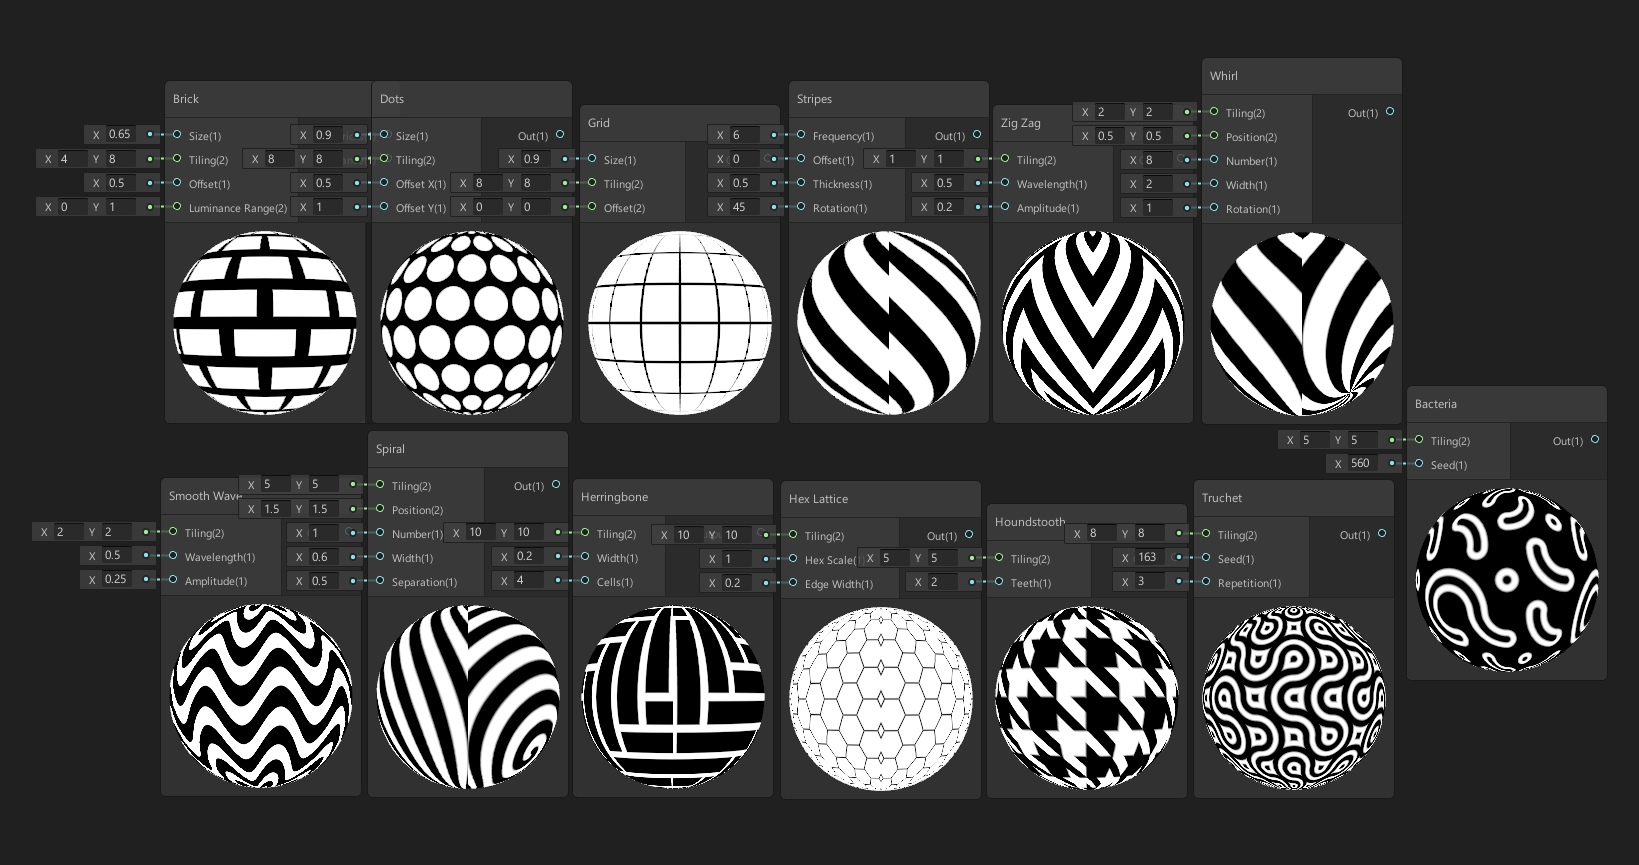 Brick
X 0.65 Size(1)
X 4 Y 8 Tiling(2)
X 0.5 Offset(1)
X 0 Y 1 Luminance Range(2)
Dots
X 0.9 Size(1) Out(1)
X 8 Y 8 Tiling(2)
X 0.5 Offset X(1)
X 1 Offset Y(1)
Grid
X 0.9 Size(1)
X 8 Y 8 Tiling(2)
X 0 Y 0 Offset(2)
Stripes
X 6 Frequency(1) Out(1)
X 0 Offset(1)
X 0.5 Thickness(1)
X 45 Rotation(1)
Zig Zag
X 1 Y 1 Tiling(2)
X 0.5 Wavelength(1)
X 0.2 Amplitude(1)
Whirl
X 2 Y 2 Tiling(2) Out(1)
X 0.5 Y 0.5 Position(2)
X 8 Number(1)
X 2 Width(1)
X 1 Rotation(1)
Bacteria
X 5 Y 5 Tiling(2) Out(1)
X 560 Seed(1)
Smooth Wave
X 2 Y 2 Tiling(2)
X 0.5 Wavelength(1)
X 0.25 Amplitude(1)
Spiral
X 5 Y 5 Tiling(2) Out(1)
X 1.5 Y 1.5 Position(2)
X 1 Number(1)
X 0.6 Width(1)
X 0.5 Separation(1)
Herringbone
X 10 Y 10 Tiling(2)
X 0.2 Width(1)
X 4 Cells(1)
Hex Lattice
X 10 Y 10 Tiling(2) Out(1)
X 1 Hex Scale(1)
X 0.2 Edge Width(1)
Houndstooth
X 5 Y 5 Tiling(2)
X 2 Teeth(1)
Truchet
X 8 Y 8 Tiling(2) Out(1)
X 163 Seed(1)
X 3 Repetition(1)